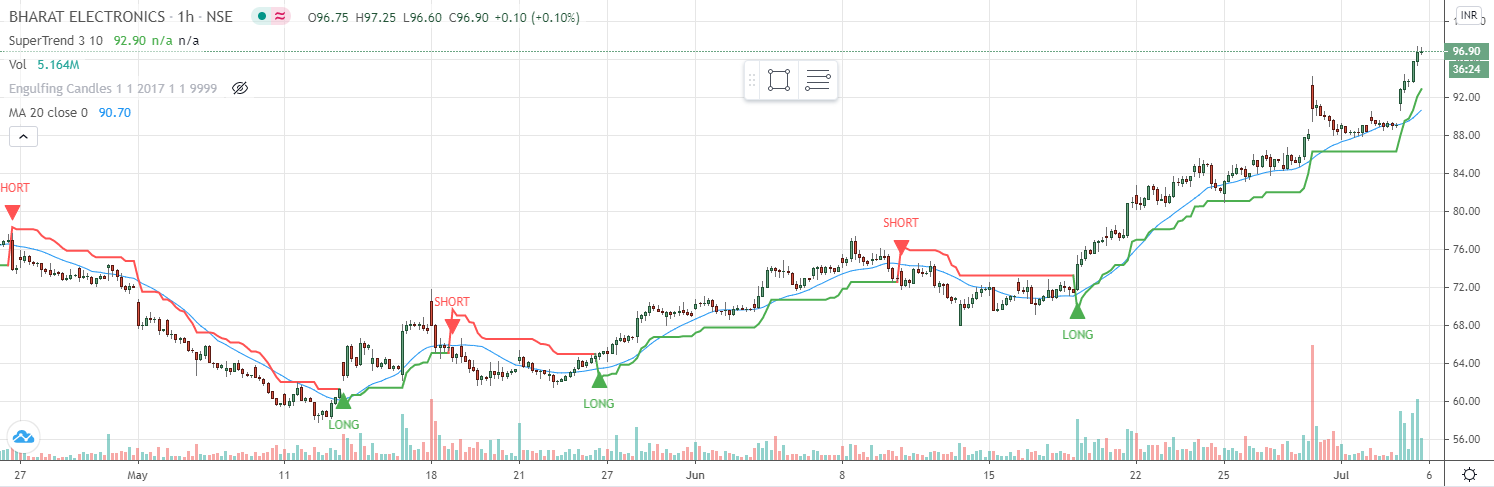 BHARAT ELECTRONICS · 1h · NSE O96.75 H97.25 L96.60 C96.90 +0.10 (+0.10%)
INR
SuperTrend 3 10 92.90 n/a n/a
Vol 5.164M
Engulfing Candles 1 1 2017 1 1 9999
MA 20 close 0 90.70
96.90
36:24
92.00
88.00
84.00
80.00
76.00
72.00
68.00
64.00
60.00
56.00
HORT
SHORT
SHORT
LONG
LONG
LONG
27 May 11 18 21 27 Jun 8 15 22 25 Jul 6